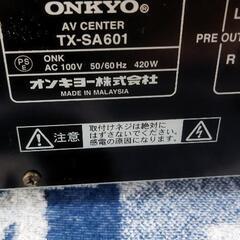 ONKYO®
AV CENTER
TX-SA601
PS
E
ONK
AC 100V 50/60Hz 420W
オンキヨー株式会社
MADE IN MALAYSIA
注意
取付けネジは絶対に
はずさないでください。
感電の原因になります。
L
PRE OUT
R